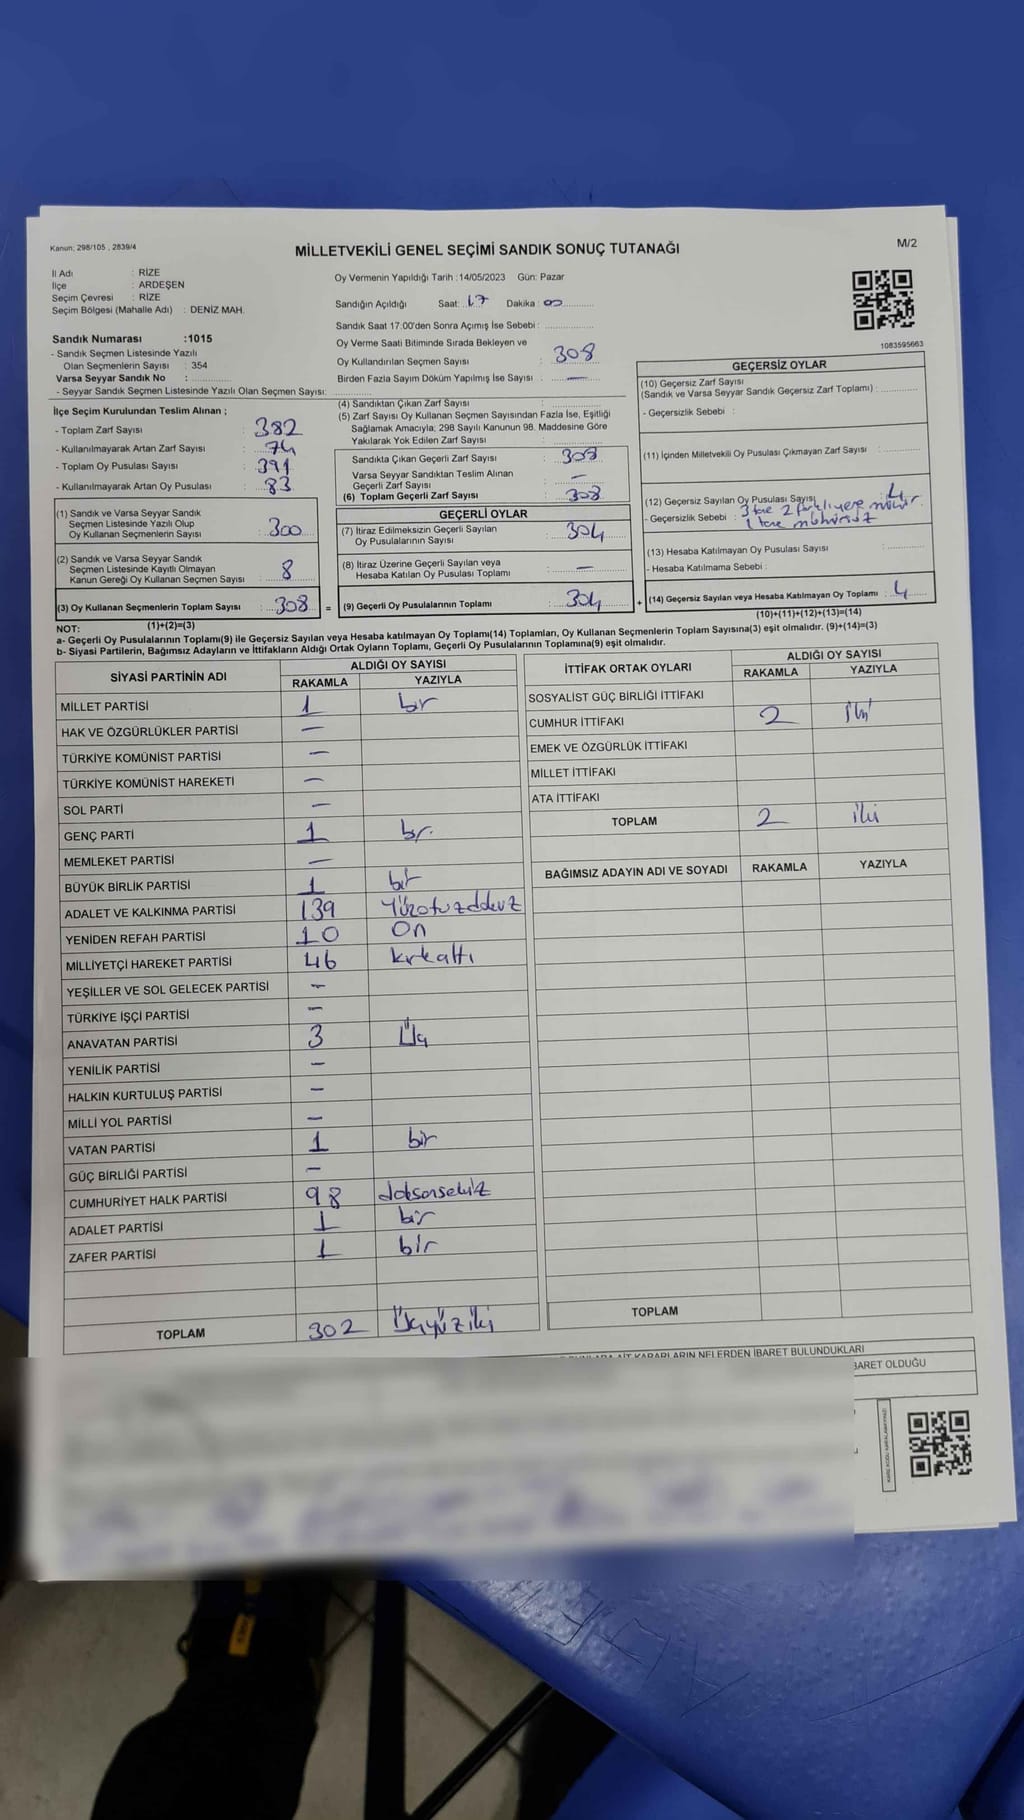 Kanun; 298/105 , 2839/4
MİLLETVEKİLİ GENEL SEÇİMİ SANDIK SONUÇ TUTANAĞI
M/2
İl Adı : RİZE
İlçe : ARDEŞEN
Seçim Çevresi : RİZE
Seçim Bölgesi (Mahalle Adı) : DENİZ MAH.
Sandık Numarası :1015
- Sandık Seçmen Listesinde Yazılı
Olan Seçmenlerin Sayısı : 354
Varsa Seyyar Sandık No :
- Seyyar Sandık Seçmen Listesinde Yazılı Olan Seçmen Sayısı:
Oy Vermenin Yapıldığı Tarih :14/05/2023 Gün: Pazar
Sandığın Açıldığı Saat: 17 Dakika : 00
Sandık Saat 17:00'den Sonra Açımış İse Sebebi :
Oy Verme Saati Bitiminde Sırada Bekleyen ve
Oy Kullandırılan Seçmen Sayısı : 308
Birden Fazla Sayım Döküm Yapılmış İse Sayısı : —
1083595663
İlçe Seçim Kurulundan Teslim Alınan ;
- Toplam Zarf Sayısı : 382
- Kullanılmayarak Artan Zarf Sayısı : 74
- Toplam Oy Pusulası Sayısı : 391
- Kullanılmayarak Artan Oy Pusulası : 83
(1) Sandık ve Varsa Seyyar Sandık
Seçmen Listesinde Yazılı Olup
Oy Kullanan Seçmenlerin Sayısı : 300
(2) Sandık ve Varsa Seyyar Sandık
Seçmen Listesinde Kayıtlı Olmayan
Kanun Gereği Oy Kullanan Seçmen Sayısı : 8
(3) Oy Kullanan Seçmenlerin Toplam Sayısı : 308 =
(1)+(2)=(3)
(4) Sandıktan Çıkan Zarf Sayısı :
(5) Zarf Sayısı Oy Kullanan Seçmen Sayısından Fazla İse, Eşitliği
Sağlamak Amacıyla; 298 Sayılı Kanunun 98. Maddesine Göre
Yakılarak Yok Edilen Zarf Sayısı :
Sandıkta Çıkan Geçerli Zarf Sayısı : 308
Varsa Seyyar Sandıktan Teslim Alınan
Geçerli Zarf Sayısı : —
(6) Toplam Geçerli Zarf Sayısı : 308
GEÇERLİ OYLAR
(7) İtiraz Edilmeksizin Geçerli Sayılan
Oy Pusulalarının Sayısı : 304
(8) İtiraz Üzerine Geçerli Sayılan veya
Hesaba Katılan Oy Pusulası Toplamı : —
(9) Geçerli Oy Pusulalarının Toplamı : 304 +
GEÇERSİZ OYLAR
(10) Geçersiz Zarf Sayısı
(Sandık ve Varsa Seyyar Sandık Geçersiz Zarf Toplamı) :
- Geçersizlik Sebebi :
(11) İçinden Milletvekili Oy Pusulası Çıkmayan Zarf Sayısı :
(12) Geçersiz Sayılan Oy Pusulası Sayısı : 4
- Geçersizlik Sebebi : 3 tane 2 farklı yere mühür.
1 tane mühürsüz
(13) Hesaba Katılmayan Oy Pusulası Sayısı :
- Hesaba Katılmama Sebebi :
(14) Geçersiz Sayılan veya Hesaba Katılmayan Oy Toplamı : 4
(10)+(11)+(12)+(13)=(14)
NOT:
a- Geçerli Oy Pusulalarının Toplamı(9) ile Geçersiz Sayılan veya Hesaba katılmayan Oy Toplamı(14) Toplamları, Oy Kullanan Seçmenlerin Toplam Sayısına(3) eşit olmalıdır. (9)+(14)=(3)
b- Siyasi Partilerin, Bağımsız Adayların ve İttifakların Aldığı Ortak Oyların Toplamı, Geçerli Oy Pusulalarının Toplamına(9) eşit olmalıdır.
SİYASİ PARTİNİN ADI ALDIĞI OY SAYISI
RAKAMLA YAZIYLA
MİLLET PARTİSİ 1 bir
HAK VE ÖZGÜRLÜKLER PARTİSİ —
TÜRKİYE KOMÜNİST PARTİSİ —
TÜRKİYE KOMÜNİST HAREKETİ —
SOL PARTİ —
GENÇ PARTİ 1 bir
MEMLEKET PARTİSİ —
BÜYÜK BİRLİK PARTİSİ 1 bir
ADALET VE KALKINMA PARTİSİ 139
YENİDEN REFAH PARTİSİ 10 On
MİLLİYETÇİ HAREKET PARTİSİ 46 kırkaltı
YEŞİLLER VE SOL GELECEK PARTİSİ —
TÜRKİYE İŞÇİ PARTİSİ —
ANAVATAN PARTİSİ 3 Üç
YENİLİK PARTİSİ —
HALKIN KURTULUŞ PARTİSİ —
MİLLİ YOL PARTİSİ —
VATAN PARTİSİ 1 bir
GÜÇ BİRLİĞİ PARTİSİ —
CUMHURİYET HALK PARTİSİ 98 doksansekiz
ADALET PARTİSİ 1 bir
ZAFER PARTİSİ 1 bir
TOPLAM 302 Üçyüziki
İTTİFAK ORTAK OYLARI ALDIĞI OY SAYISI
RAKAMLA YAZIYLA
SOSYALİST GÜÇ BİRLİĞİ İTTİFAKI
CUMHUR İTTİFAKI 2 iki
EMEK VE ÖZGÜRLÜK İTTİFAKI
MİLLET İTTİFAKI
ATA İTTİFAKI
TOPLAM 2 iki
BAĞIMSIZ ADAYIN ADI VE SOYADI RAKAMLA YAZIYLA
TOPLAM
KARARLARIN NELERDEN İBARET BULUNDUKLARI
BARET OLDUĞU